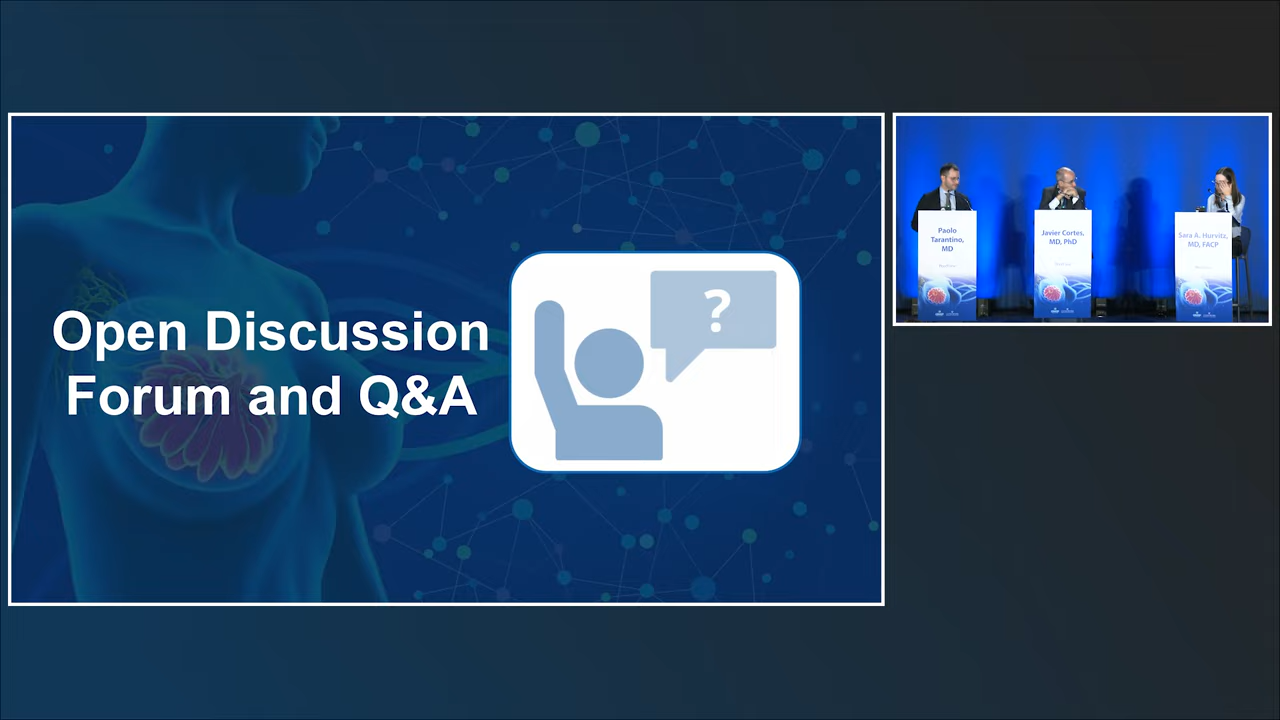 Open Discussion
Forum and Q&A
?
Paolo
Tarantino,
MD
Javier Cortes,
MD, PhD
Sara A. Hurvitz,
MD, FACP